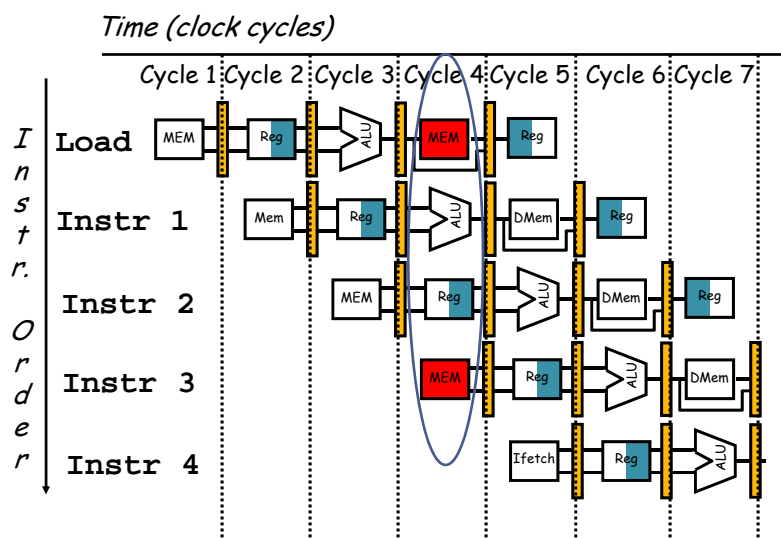 Time (clock cycles)
Cycle 1 Cycle 2 Cycle 3 Cycle 4 Cycle 5 Cycle 6 Cycle 7
Instr. Order
Load MEM Reg ALU MEM Reg
Instr 1 Mem Reg ALU DMem Reg
Instr 2 MEM Reg ALU DMem Reg
Instr 3 MEM Reg ALU DMem
Instr 4 Ifetch Reg ALU